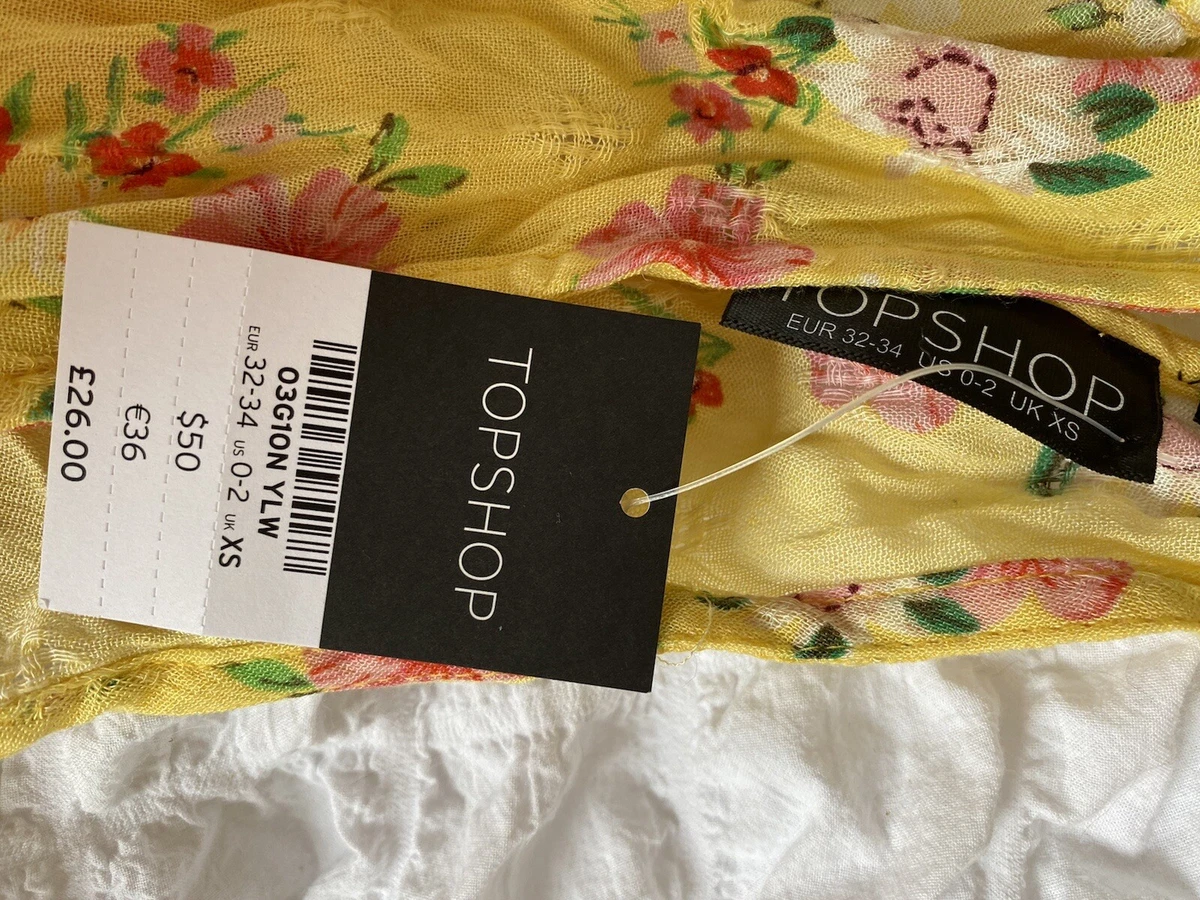 TOPSHOP
03G10N YLW
EUR 32-34 US 0-2 UK XS
$50
€36
£26.00
TOPSHOP
EUR 32-34 US 0-2 UK XS